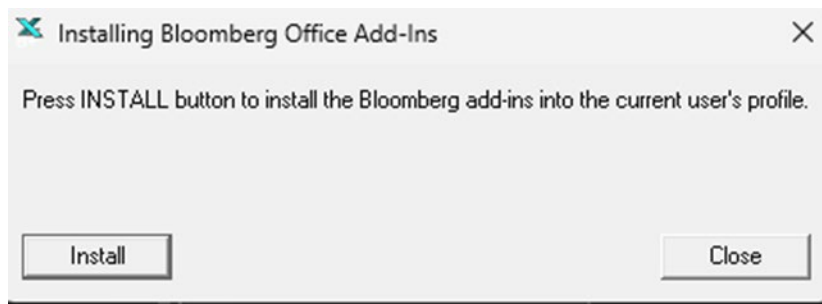 Installing Bloomberg Office Add-Ins
Press INSTALL button to install the Bloomberg add-ins into the current user's profile.
Install
Close